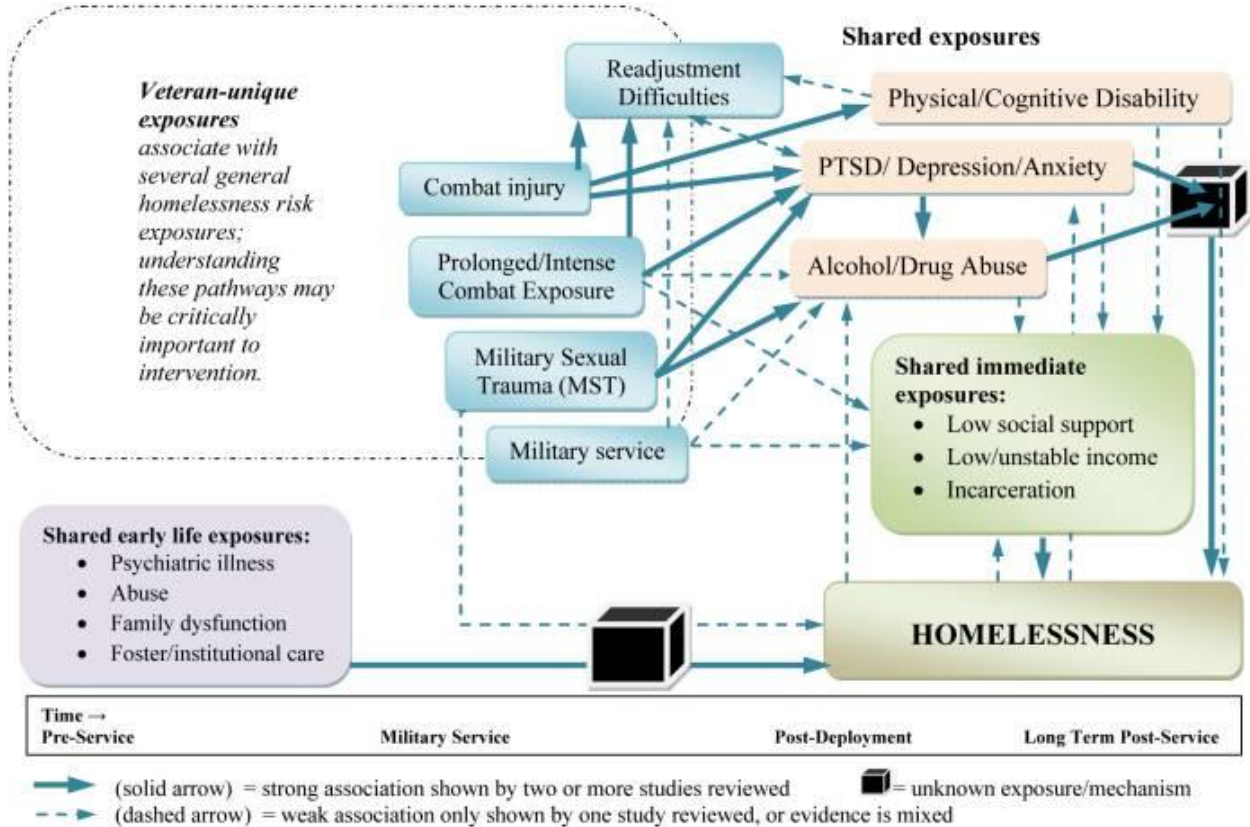 Shared exposures
Veteran-unique
exposures
associate with
several general
homelessness risk
exposures;
understanding
these pathways may
be critically
important to
intervention.
Readjustment
Difficulties
Physical/Cognitive Disability
Combat injury
PTSD/ Depression/Anxiety
Prolonged/Intense
Combat Exposure
Alcohol/Drug Abuse
Military Sexual
Trauma (MST)
Military service
Shared immediate
exposures:
• Low social support
• Low/unstable income
• Incarceration
Shared early life exposures:
• Psychiatric illness
• Abuse
• Family dysfunction
• Foster/institutional care
HOMELESSNESS
Time →
Pre-Service Military Service Post-Deployment Long Term Post-Service
(solid arrow) = strong association shown by two or more studies reviewed = unknown exposure/mechanism
(dashed arrow) = weak association only shown by one study reviewed, or evidence is mixed